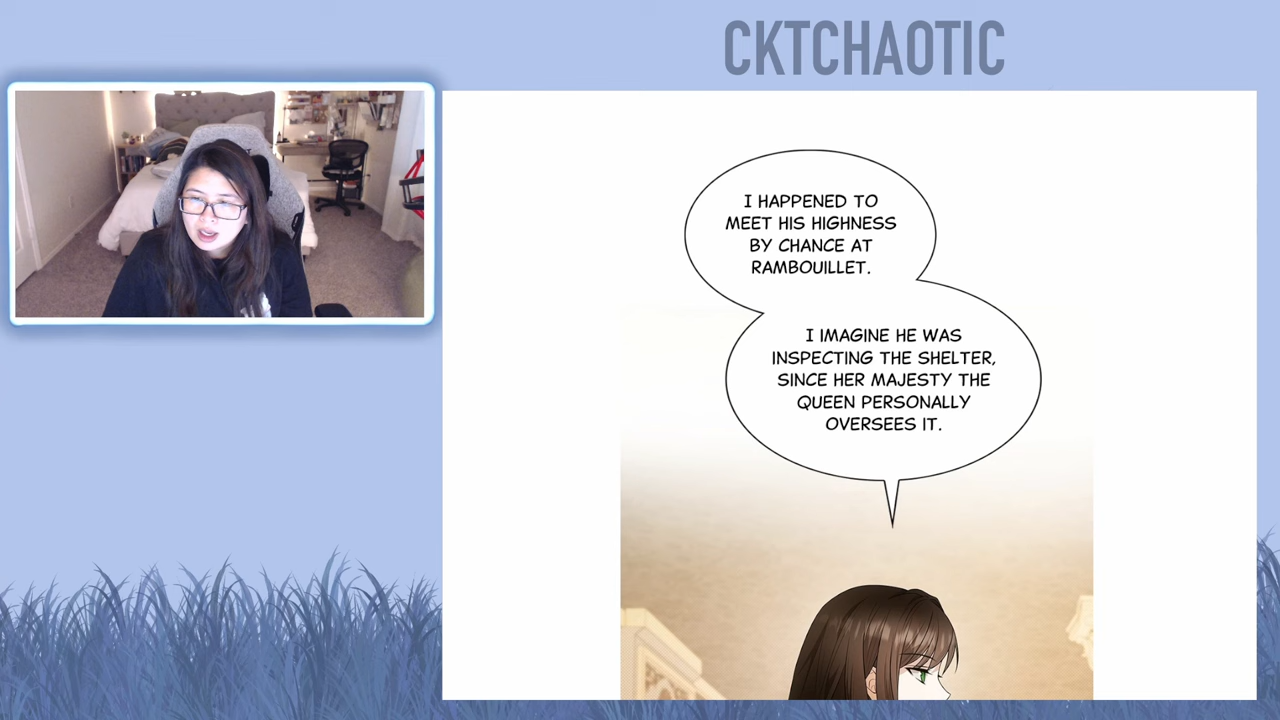 CKTCHAOTIC
I HAPPENED TO
MEET HIS HIGHNESS
BY CHANCE AT
RAMBOUILLET.
I IMAGINE HE WAS
INSPECTING THE SHELTER,
SINCE HER MAJESTY THE
QUEEN PERSONALLY
OVERSEES IT.